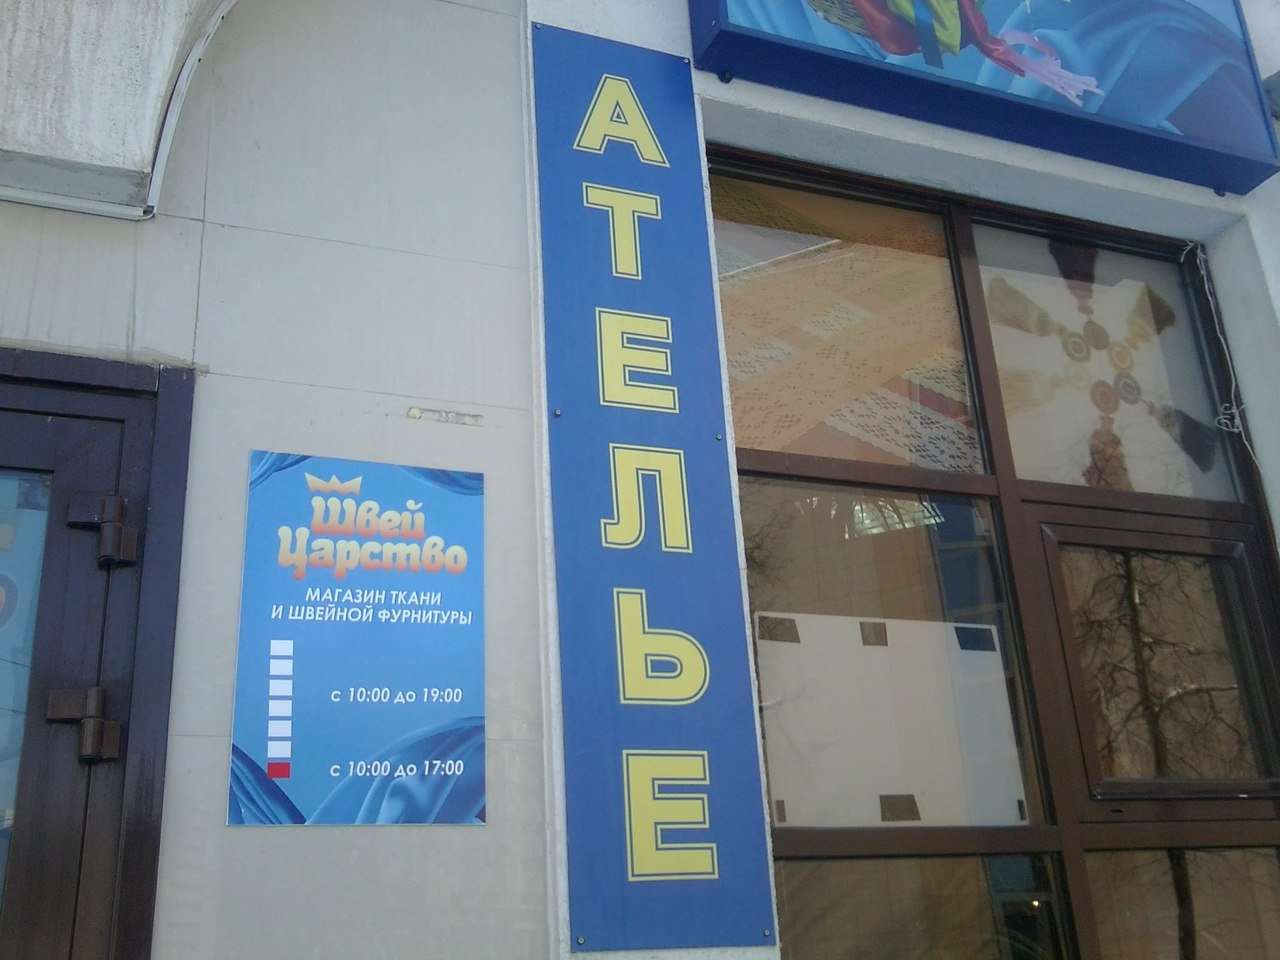 Швей
Царство
МАГАЗИН ТКАНИ
И ШВЕЙНОЙ ФУРНИТУРЫ
с 10:00 до 19:00
с 10:00 до 17:00
АТЕЛЬЕ